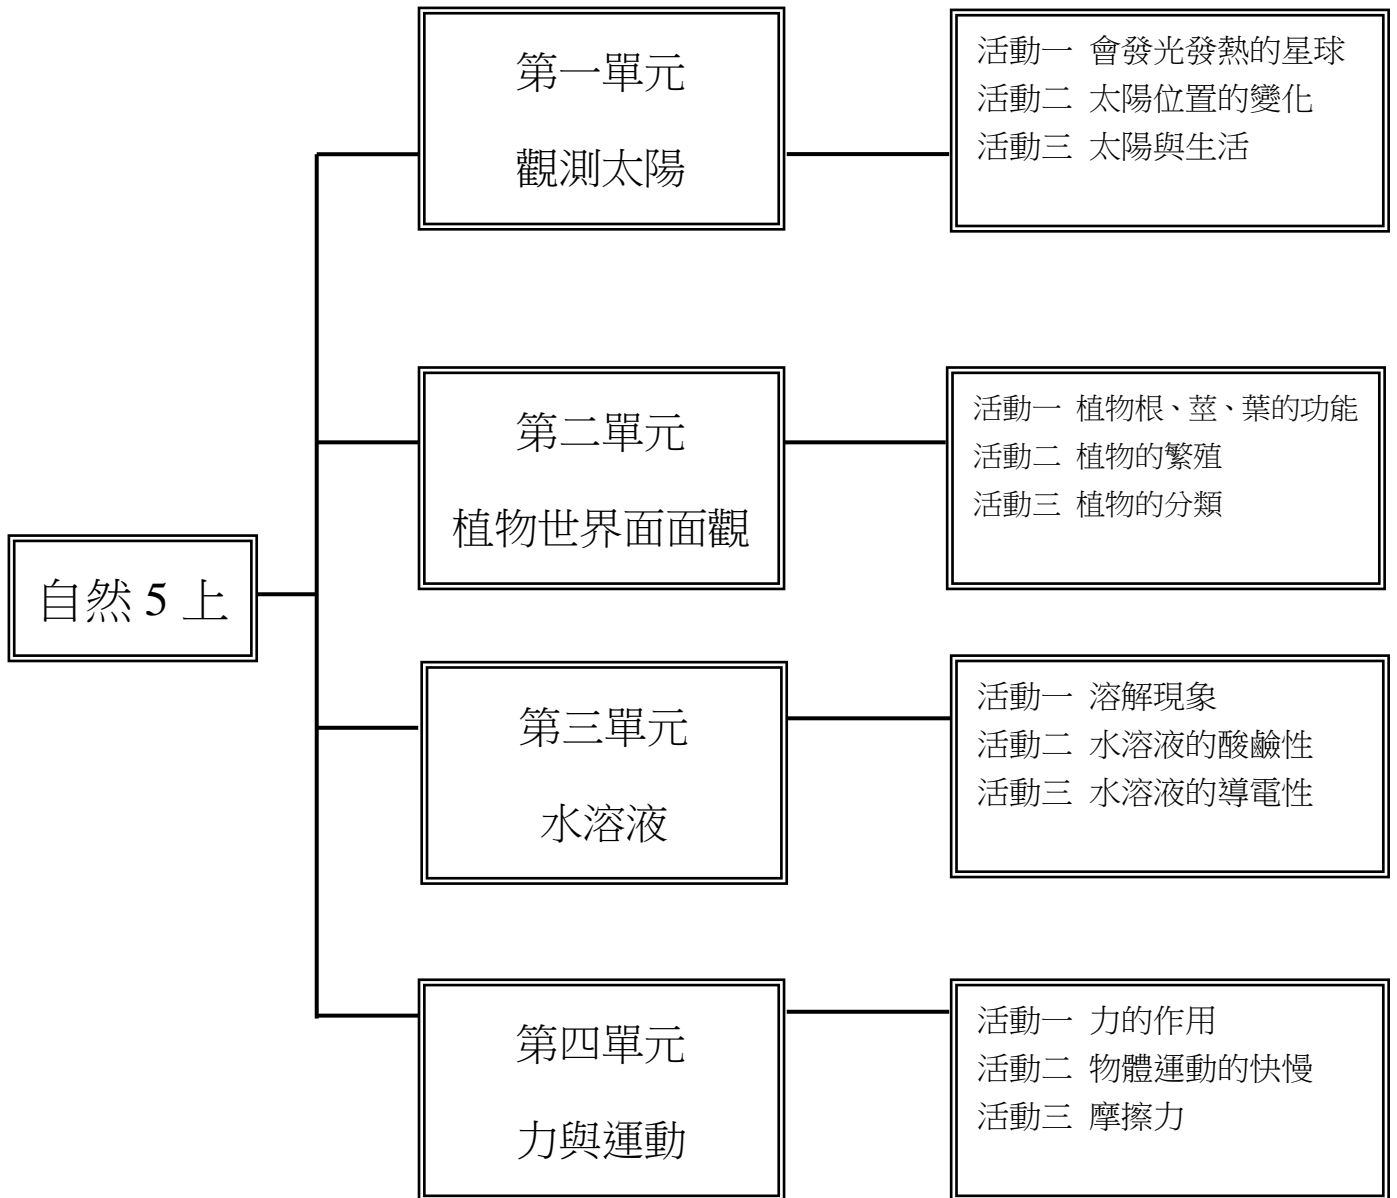 第一單元
觀測太陽
活動一 會發光發熱的星球
活動二 太陽位置的變化
活動三 太陽與生活
第二單元
植物世界面面觀
活動一 植物根、莖、葉的功能
活動二 植物的繁殖
活動三 植物的分類
自然 5 上
第三單元
水溶液
活動一 溶解現象
活動二 水溶液的酸鹼性
活動三 水溶液的導電性
第四單元
力與運動
活動一 力的作用
活動二 物體運動的快慢
活動三 摩擦力